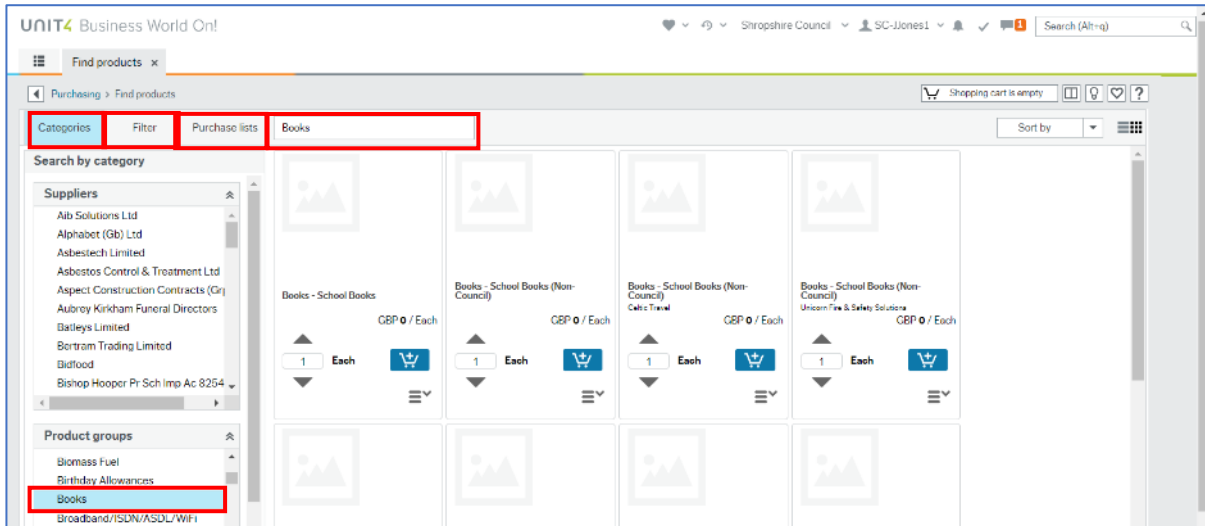 UNIT4 Business World On!
Shropshire Council
SC-JJones1
1
Search (Alt+q)
Find products ×
Purchasing > Find products
Shopping cart is empty
?
Categories
Filter
Purchase lists
Books
Sort by
Search by category
Suppliers
Aib Solutions Ltd
Alphabet (Gb) Ltd
Asbestech Limited
Asbestos Control & Treatment Ltd
Aspect Construction Contracts (Grp
Aubrey Kirkham Funeral Directors
Batleys Limited
Bertram Trading Limited
Bidfood
Bishop Hooper Pr Sch Imp Ac 8254
Product groups
Biomass Fuel
Birthday Allowances
Books
Broadband/ISDN/ASDL/WiFi
Books - School Books
GBP 0 / Each
1 Each
Books - School Books (Non-
Council)
GBP 0 / Each
1 Each
Books - School Books (Non-
Council)
Celtic Travel
GBP 0 / Each
1 Each
Books - School Books (Non-
Council)
Unicorn Fire & Safety Solutions
GBP 0 / Each
1 Each